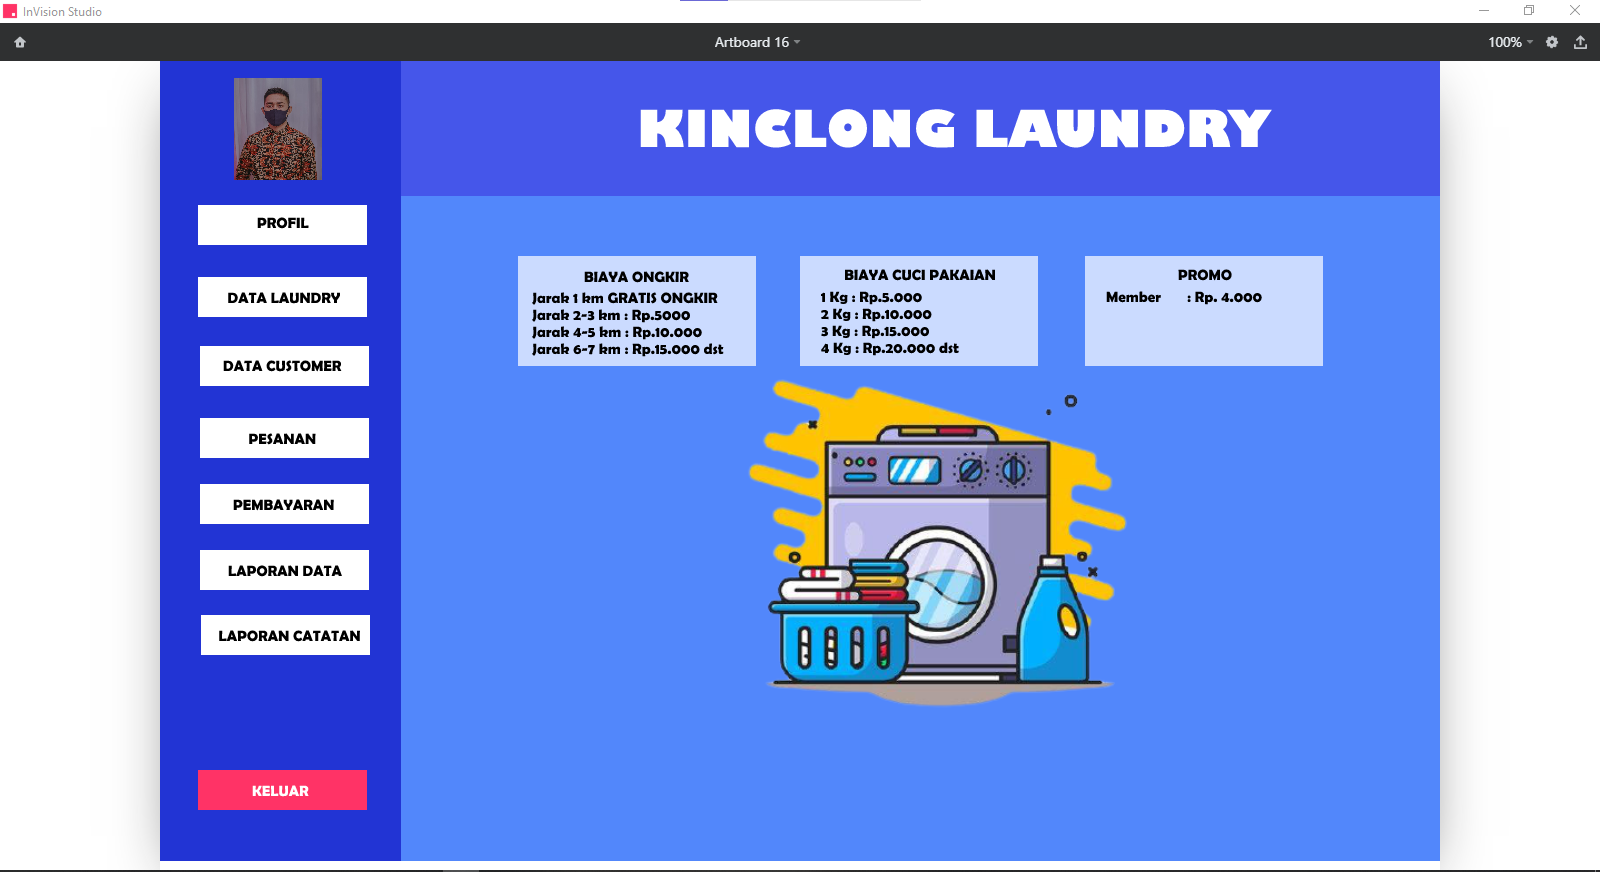 InVision Studio
Artboard 16
100%
KINCLONG LAUNDRY
PROFIL
DATA LAUNDRY
DATA CUSTOMER
PESANAN
PEMBAYARAN
LAPORAN DATA
LAPORAN CATATAN
KELUAR
BIAYA ONGKIR
Jarak 1 km GRATIS ONGKIR
Jarak 2-3 km : Rp.5000
Jarak 4-5 km : Rp.10.000
Jarak 6-7 km : Rp.15.000 dst
BIAYA CUCI PAKAIAN
1 Kg : Rp.5.000
2 Kg : Rp.10.000
3 Kg : Rp.15.000
4 Kg : Rp.20.000 dst
PROMO
Member : Rp. 4.000